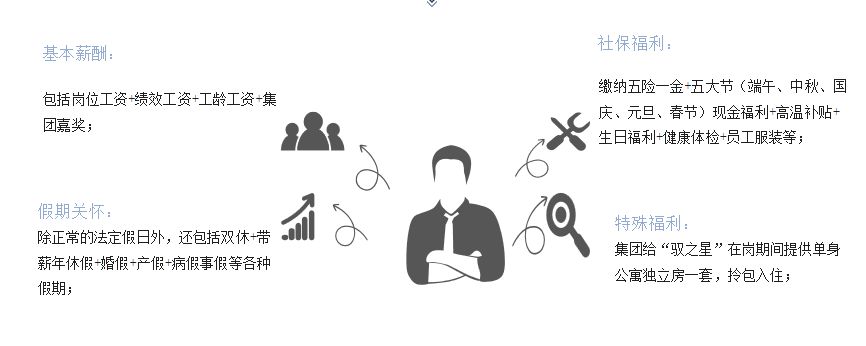 基本薪酬：
包括岗位工资+绩效工资+工龄工资+集
团嘉奖；
社保福利：
缴纳五险一金+五大节（端午、中秋、国
庆、元旦、春节）现金福利+高温补贴+
生日福利+健康体检+员工服装等；
假期关怀：
除正常的法定假日外，还包括双休+带
薪年休假+婚假+产假+病假事假等各种
假期；
特殊福利：
集团给“驭之星”在岗期间提供单身
公寓独立房一套，拎包入住；